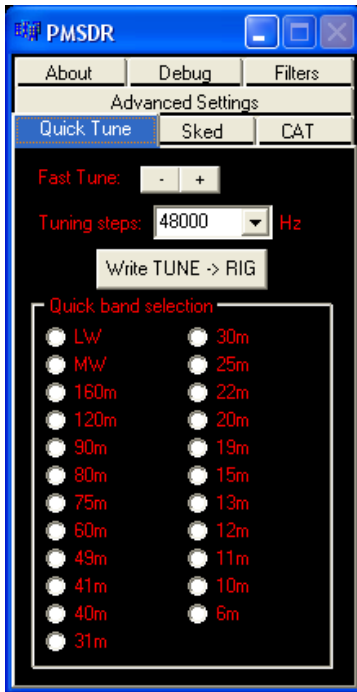 PMSDR
About Debug Filters
Advanced Settings
Quick Tune Sked CAT
Fast Tune: - +
Tuning steps: 48000 Hz
Write TUNE -> RIG
Quick band selection
LW 30m
MW 25m
160m 22m
120m 20m
90m 19m
80m 15m
75m 13m
60m 12m
49m 11m
41m 10m
40m 6m
31m